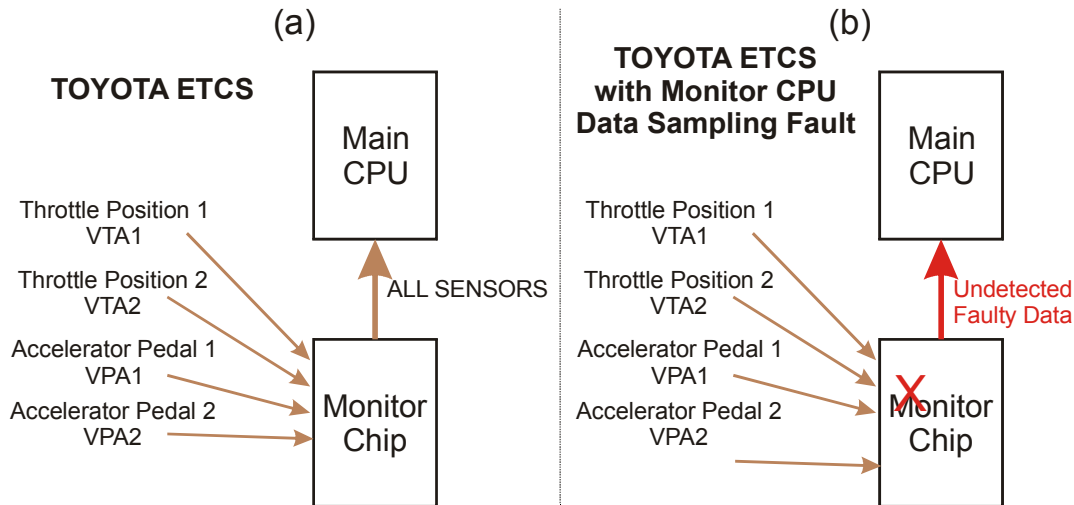 (a)
TOYOTA ETCS
Main
CPU
Throttle Position 1
VTA1
Throttle Position 2
VTA2
ALL SENSORS
Accelerator Pedal 1
VPA1
Accelerator Pedal 2
VPA2
Monitor
Chip
(b)
TOYOTA ETCS
with Monitor CPU
Data Sampling Fault
Main
CPU
Throttle Position 1
VTA1
Throttle Position 2
VTA2
Undetected
Faulty Data
Accelerator Pedal 1
VPA1
Accelerator Pedal 2
VPA2
X
Monitor
Chip